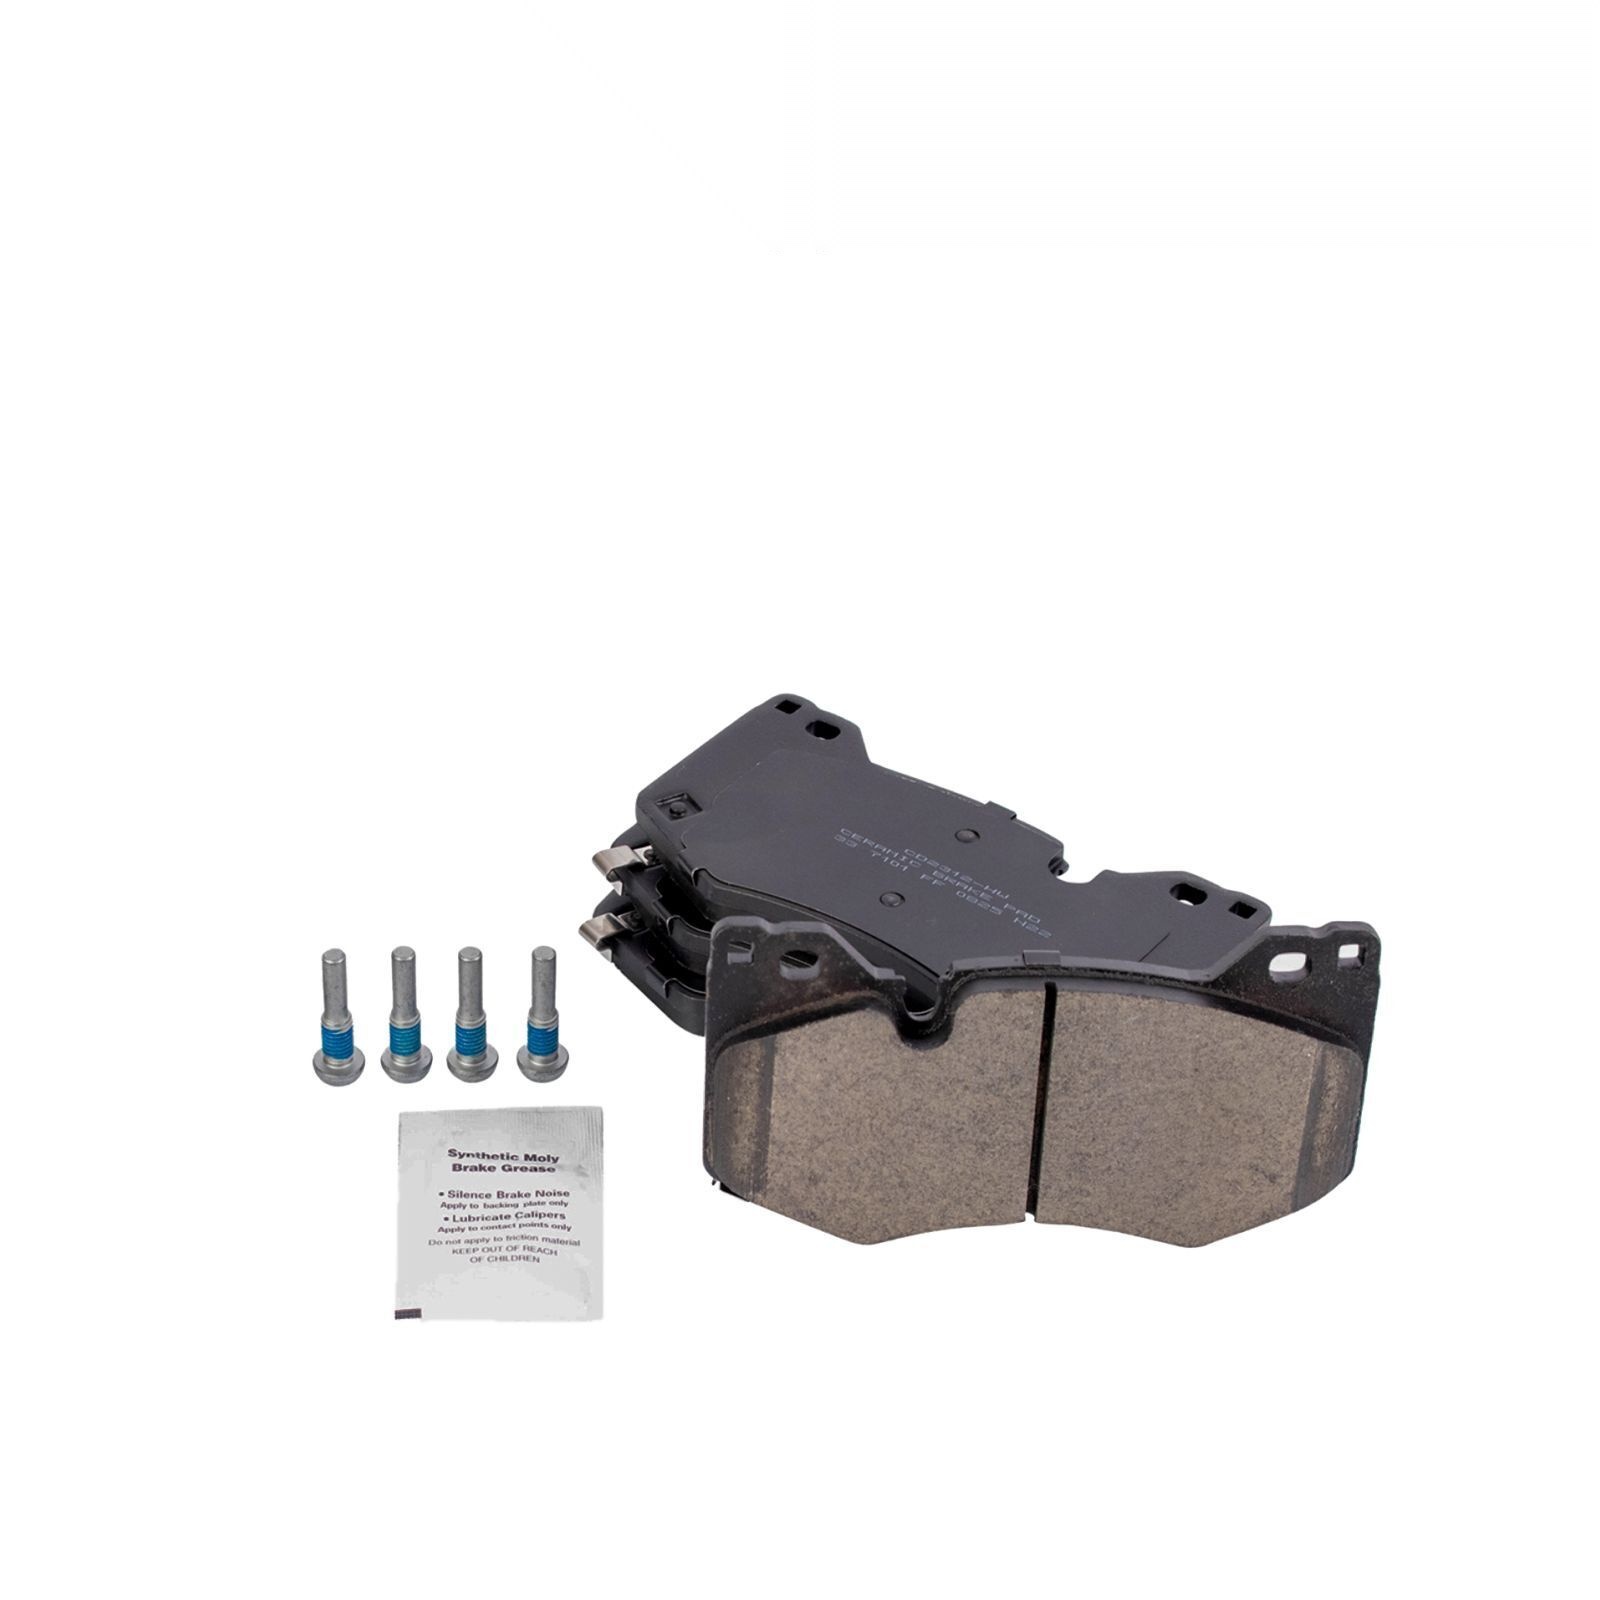 CD2312-HW
CERAMIC BRAKE PAD
33 7101 FF 0825 H22
Synthetic Moly
Brake Grease
• Silence Brake Noise
Apply to backing plate only
• Lubricate Calipers
Apply to contact points only
Do not apply to friction material
KEEP OUT OF REACH
OF CHILDREN